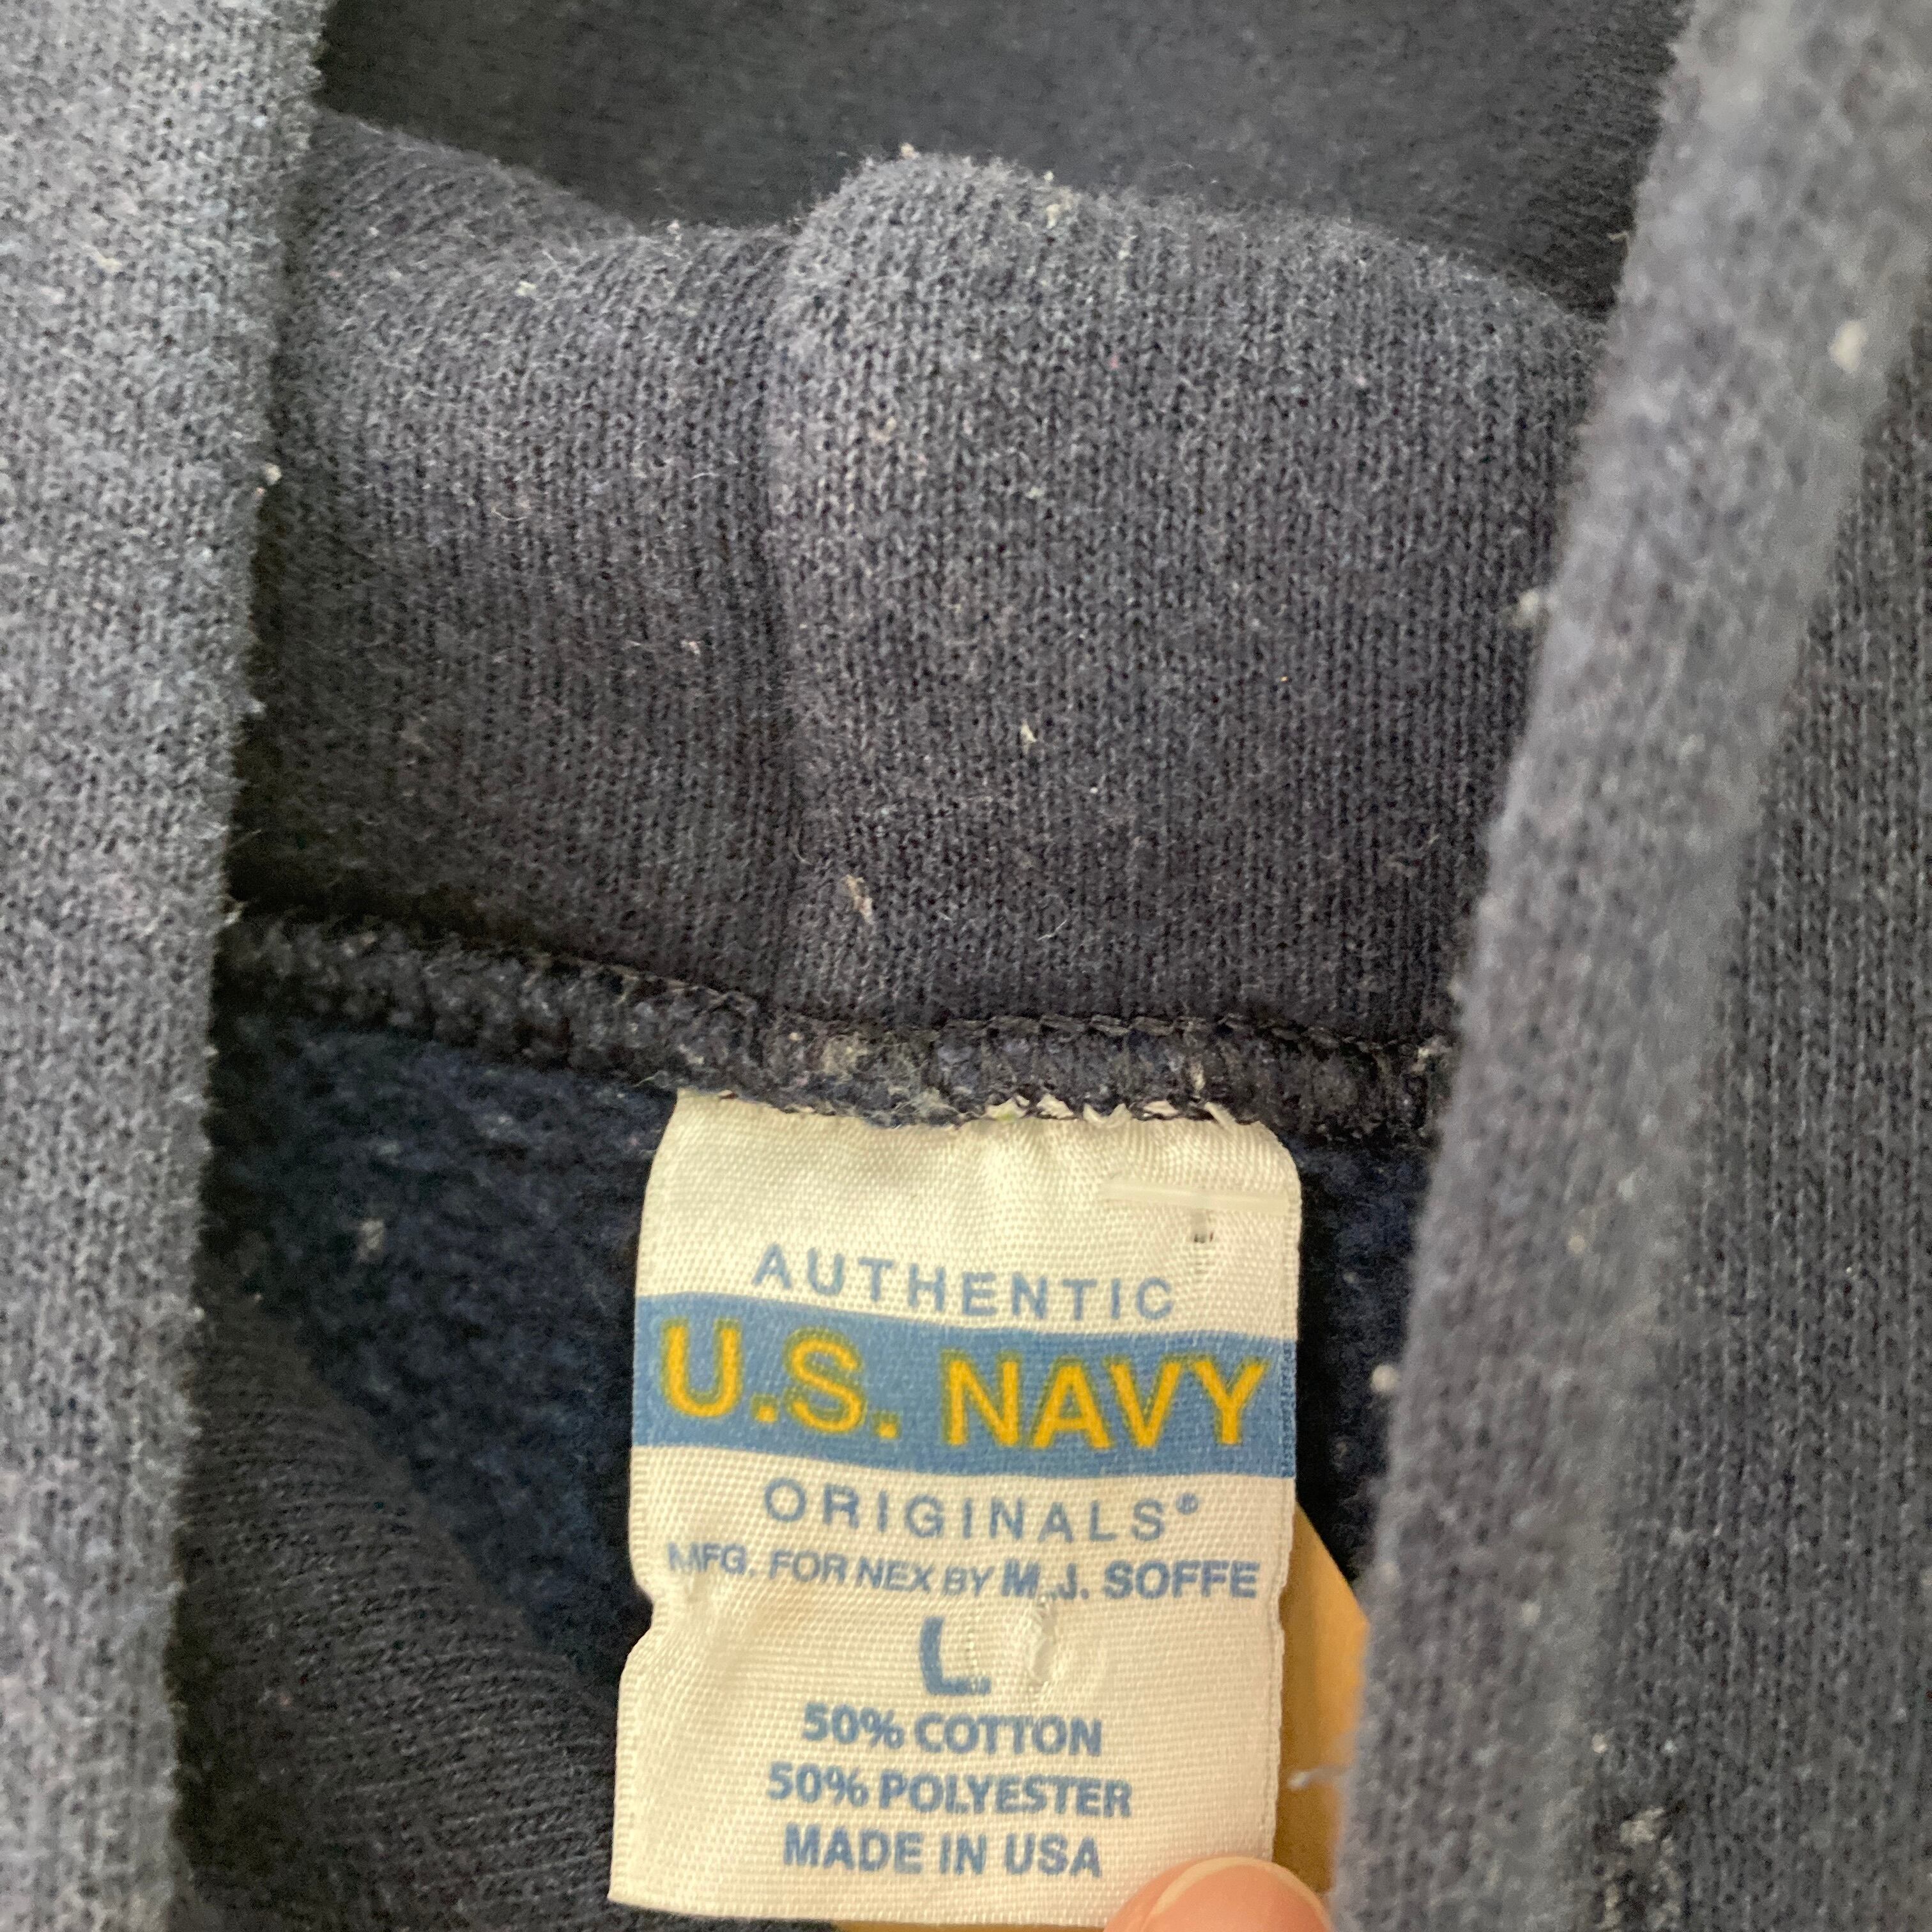 AUTHENTIC
U.S. NAVY
ORIGINALS®
MFG. FOR NEX BY M.J. SOFFE
L
50% COTTON
50% POLYESTER
MADE IN USA